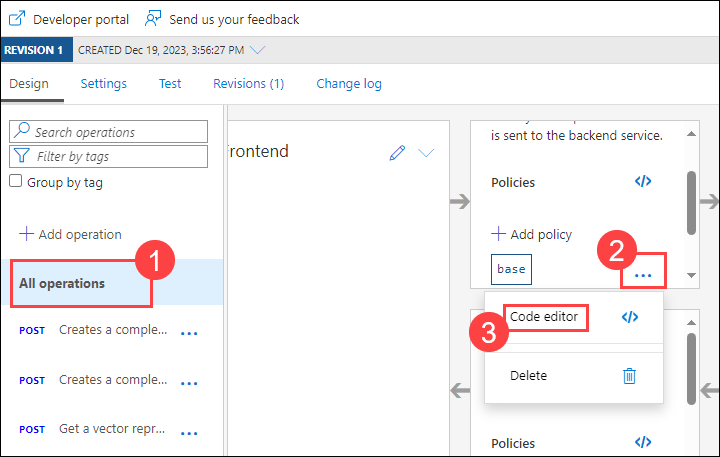 Developer portal
Send us your feedback
REVISION 1
CREATED Dec 19, 2023, 3:56:27 PM
Design
Settings
Test
Revisions (1)
Change log
Search operations
Filter by tags
Group by tag
Add operation
1
All operations
POST Creates a comple... ...
POST Creates a comple... ...
POST Get a vector repr... ...
Frontend
is sent to the backend service.
Policies </>
+ Add policy
2
base ...
Code editor </>
3
Delete
Policies </>